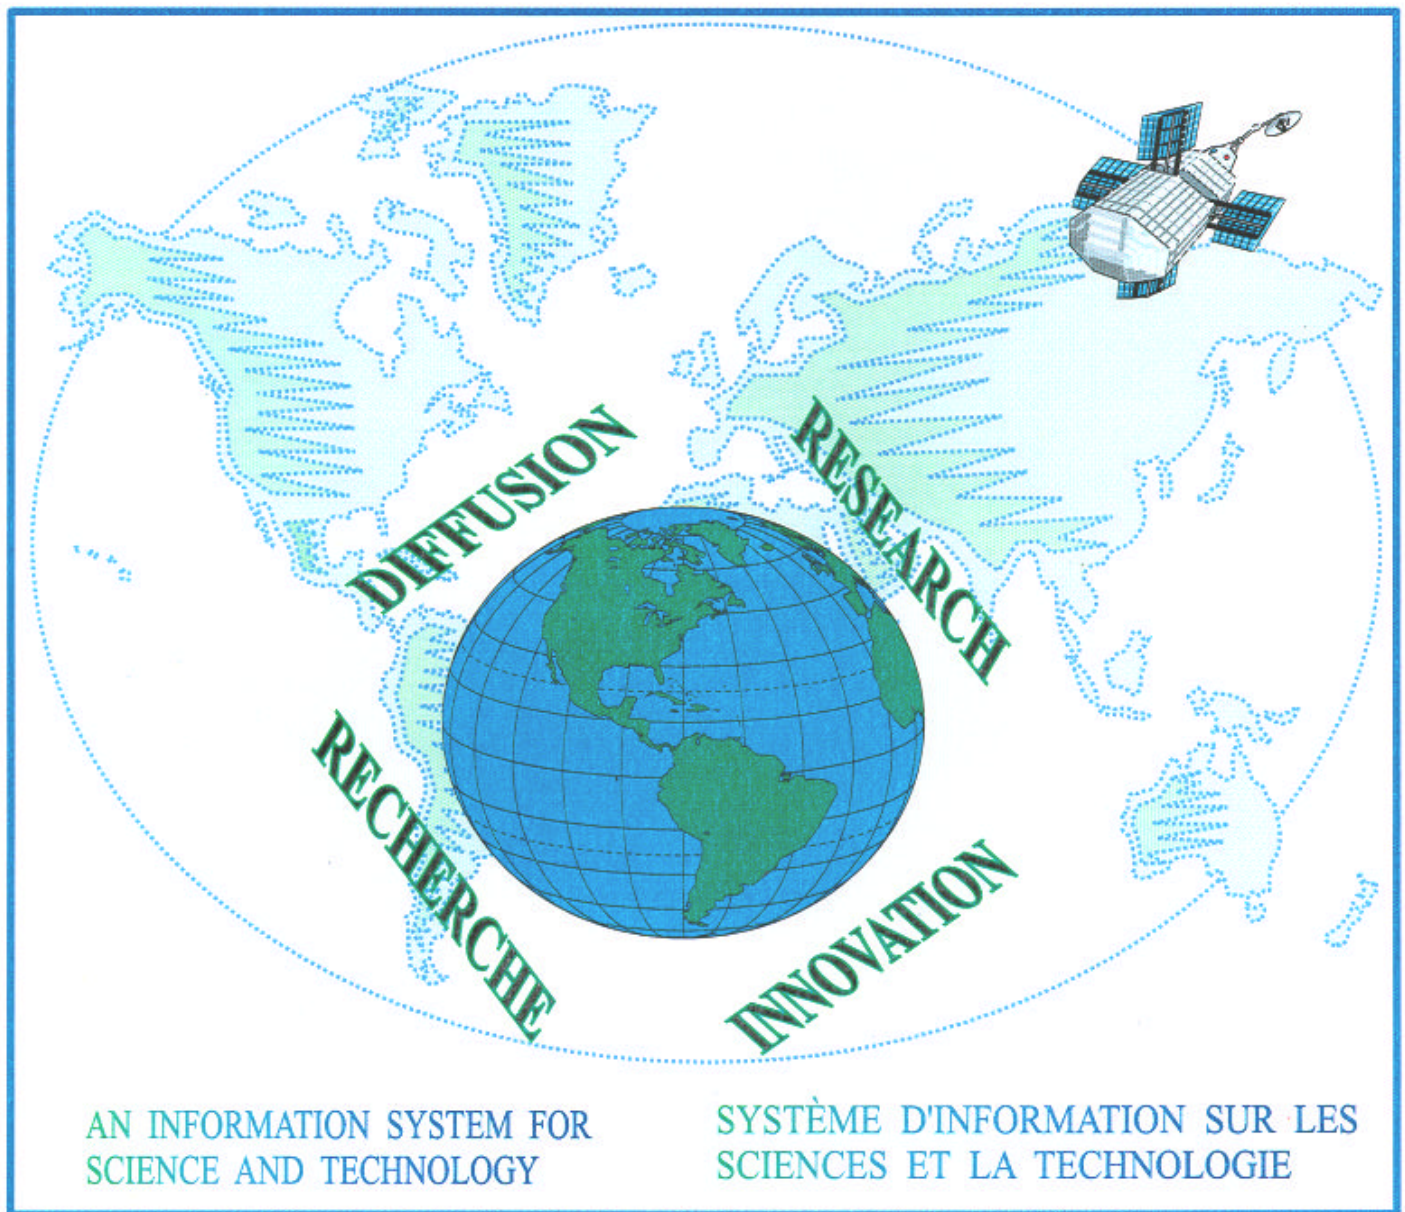 DIFFUSION
RESEARCH
RECHERCHE
INNOVATION
AN INFORMATION SYSTEM FOR
SCIENCE AND TECHNOLOGY
SYSTÈME D'INFORMATION SUR LES
SCIENCES ET LA TECHNOLOGIE